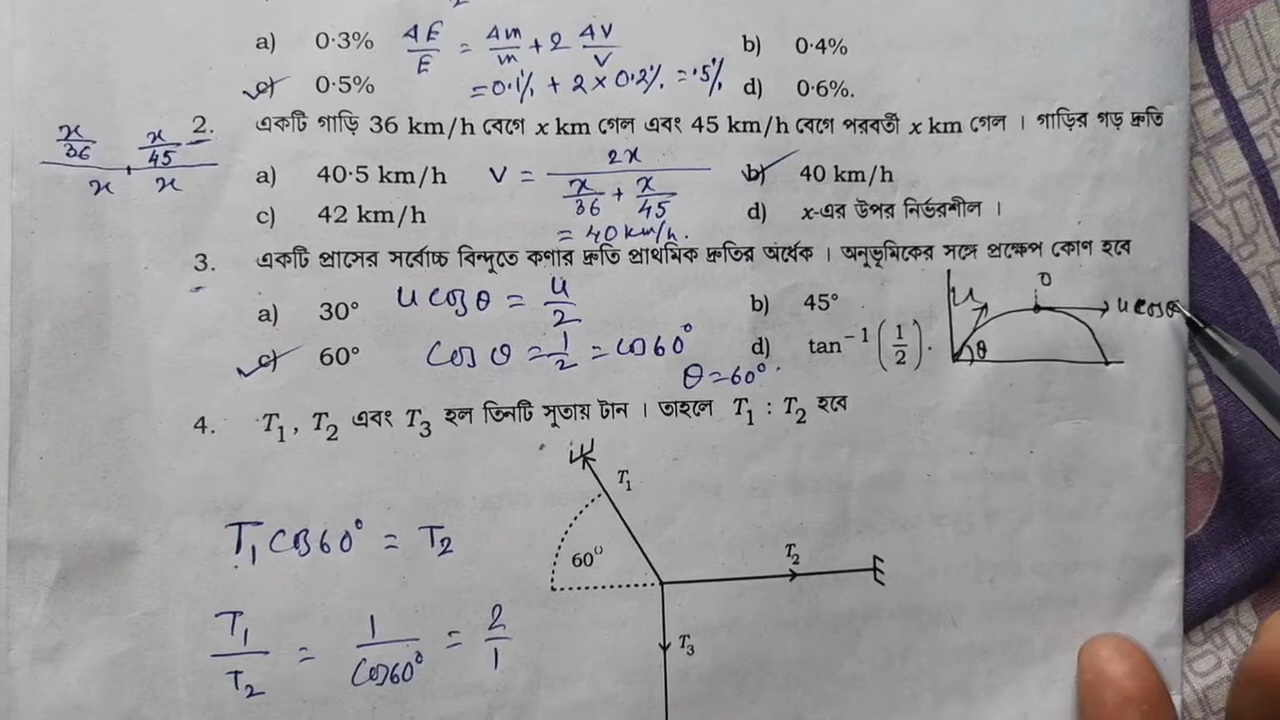 a) 0·3% ΔE/E = Δm/m + 2 ΔV/V b) 0·4%
c) 0·5% = 0·1% + 2 × 0·2% = ·5% d) 0·6%.
2. একটি গাড়ি 36 km/h বেগে x km গেল এবং 45 km/h বেগে পরবর্তী x km গেল । গাড়ির গড় দ্রুতি
x/36 + x/45
x x
a) 40·5 km/h V = 2x / (x/36 + x/45) b) 40 km/h
c) 42 km/h = 40 km/h. d) x-এর উপর নির্ভরশীল ।
3. একটি প্রাসের সর্বোচ্চ বিন্দুতে কণার দ্রুতি প্রাথমিক দ্রুতির অর্ধেক । অনুভূমিকের সঙ্গে প্রক্ষেপ কোণ হবে
a) 30° u cos θ = u/2 b) 45°
c) 60° cos θ = 1/2 = cos 60° d) tan⁻¹ (1/2).
θ = 60°.
u θ u cos θ
4. T₁, T₂ এবং T₃ হল তিনটি সূতায় টান । তাহলে T₁ : T₂ হবে
T₁
T₁ cos 60° = T₂
60°
T₂
T₁/T₂ = 1/cos 60° = 2/1
T₃